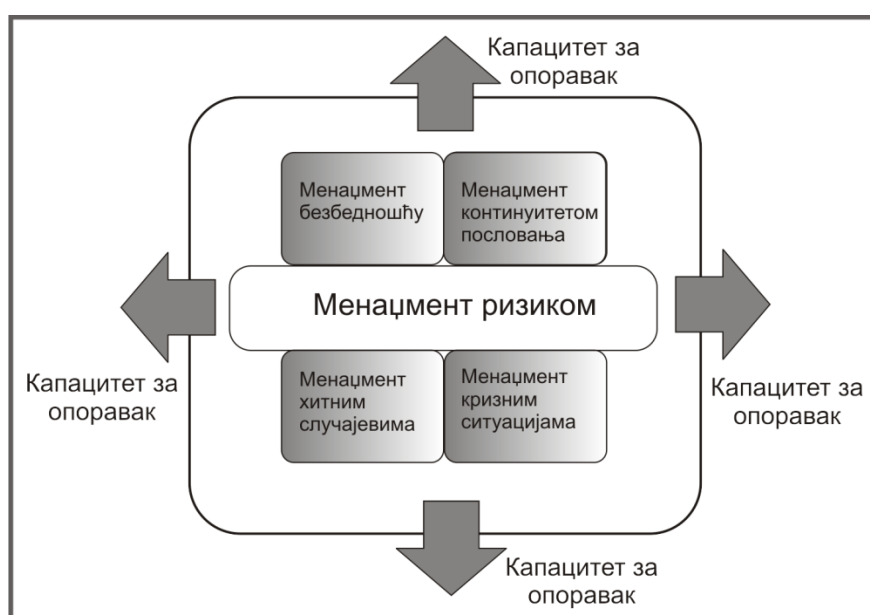 Капацитет за
опоравак
Менаџмент
безбедношћу
Менаџмент
континуитетом
пословања
Менаџмент ризиком
Капацитет за
опоравак
Капацитет за
опоравак
Менаџмент
хитним
случајевима
Менаџмент
кризним
ситуацијама
Капацитет за
опоравак